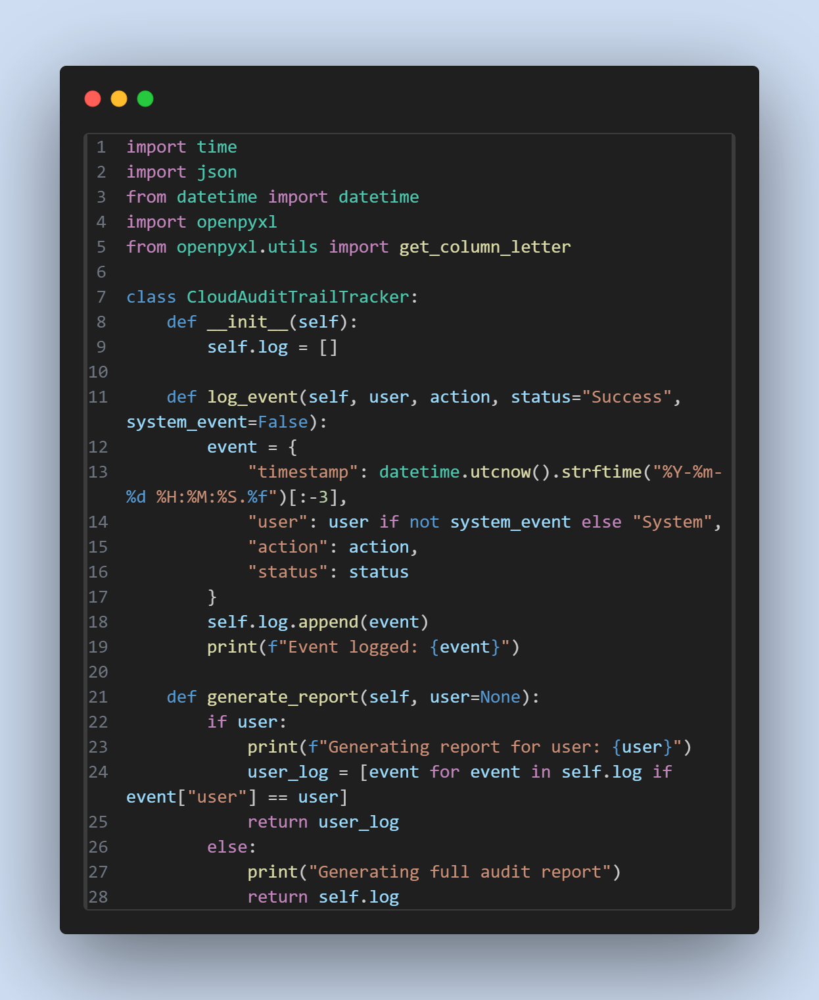 1 import time
2 import json
3 from datetime import datetime
4 import openpyxl
5 from openpyxl.utils import get_column_letter
6
7 class CloudAuditTrailTracker:
8     def __init__(self):
9         self.log = []
10
11     def log_event(self, user, action, status="Success",
system_event=False):
12         event = {
13             "timestamp": datetime.utcnow().strftime("%Y-%m-
%d %H:%M:%S.%f")[:-3],
14             "user": user if not system_event else "System",
15             "action": action,
16             "status": status
17         }
18         self.log.append(event)
19         print(f"Event logged: {event}")
20
21     def generate_report(self, user=None):
22         if user:
23             print(f"Generating report for user: {user}")
24             user_log = [event for event in self.log if
event["user"] == user]
25             return user_log
26         else:
27             print("Generating full audit report")
28             return self.log